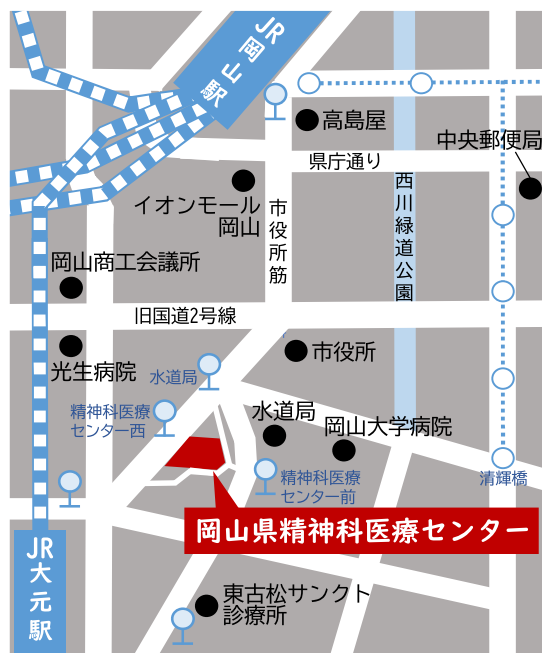 JR岡山駅
高島屋
中央郵便局
県庁通り
イオンモール
岡山
市役所筋
西川緑道公園
岡山商工会議所
旧国道2号線
光生病院
市役所
水道局
精神科医療
センター西
水道局
岡山大学病院
精神科医療
センター前
清輝橋
岡山県精神科医療センター
JR大元駅
東古松サンクト
診療所